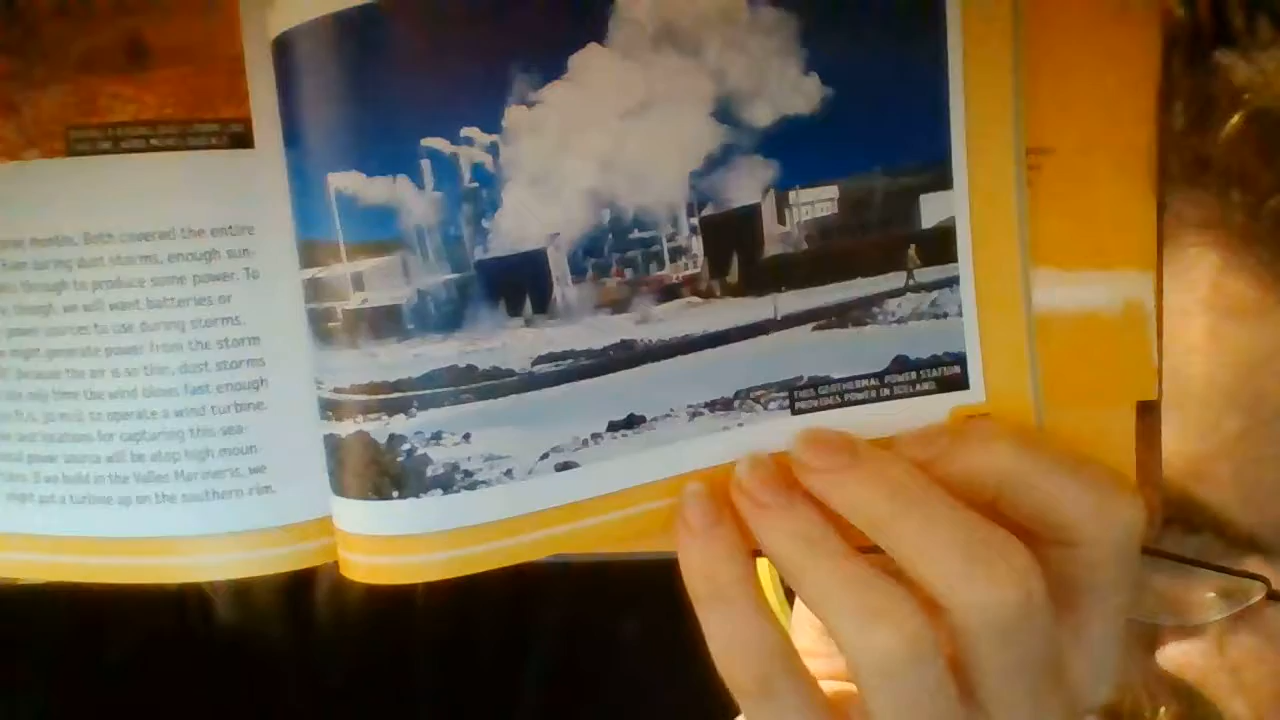 months. Both covered the entire
during dust storms, enough sun-
through to produce some power. To
though, we will want batteries or
power sources to use during storms.
might generate power from the storm
Because the air is so thin, dust storms
only time the wind blows fast enough
to operate a wind turbine.
locations for capturing this sea-
power source will be atop high moun-
If we build in the Valles Marineris, we
might put a turbine up on the southern rim.
THIS GEOTHERMAL POWER STATION
PROVIDES POWER IN ICELAND.